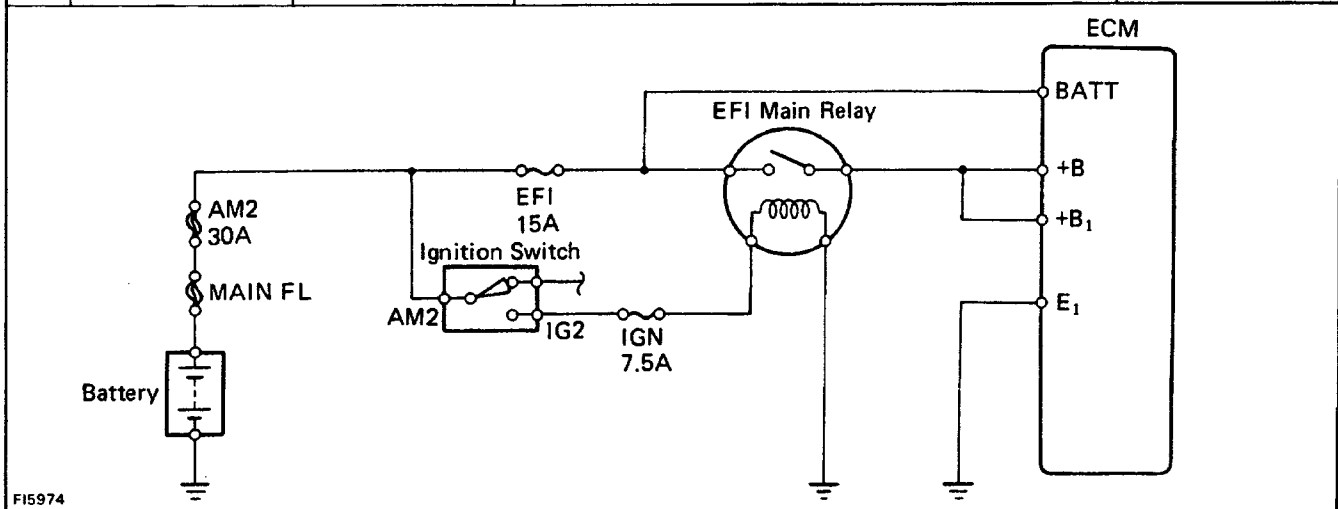 ECM
BATT
EFI Main Relay
+B
EFI
15A
AM2
30A
+B₁
Ignition Switch
MAIN FL
E₁
AM2
IG2
IGN
7.5A
Battery
FI5974